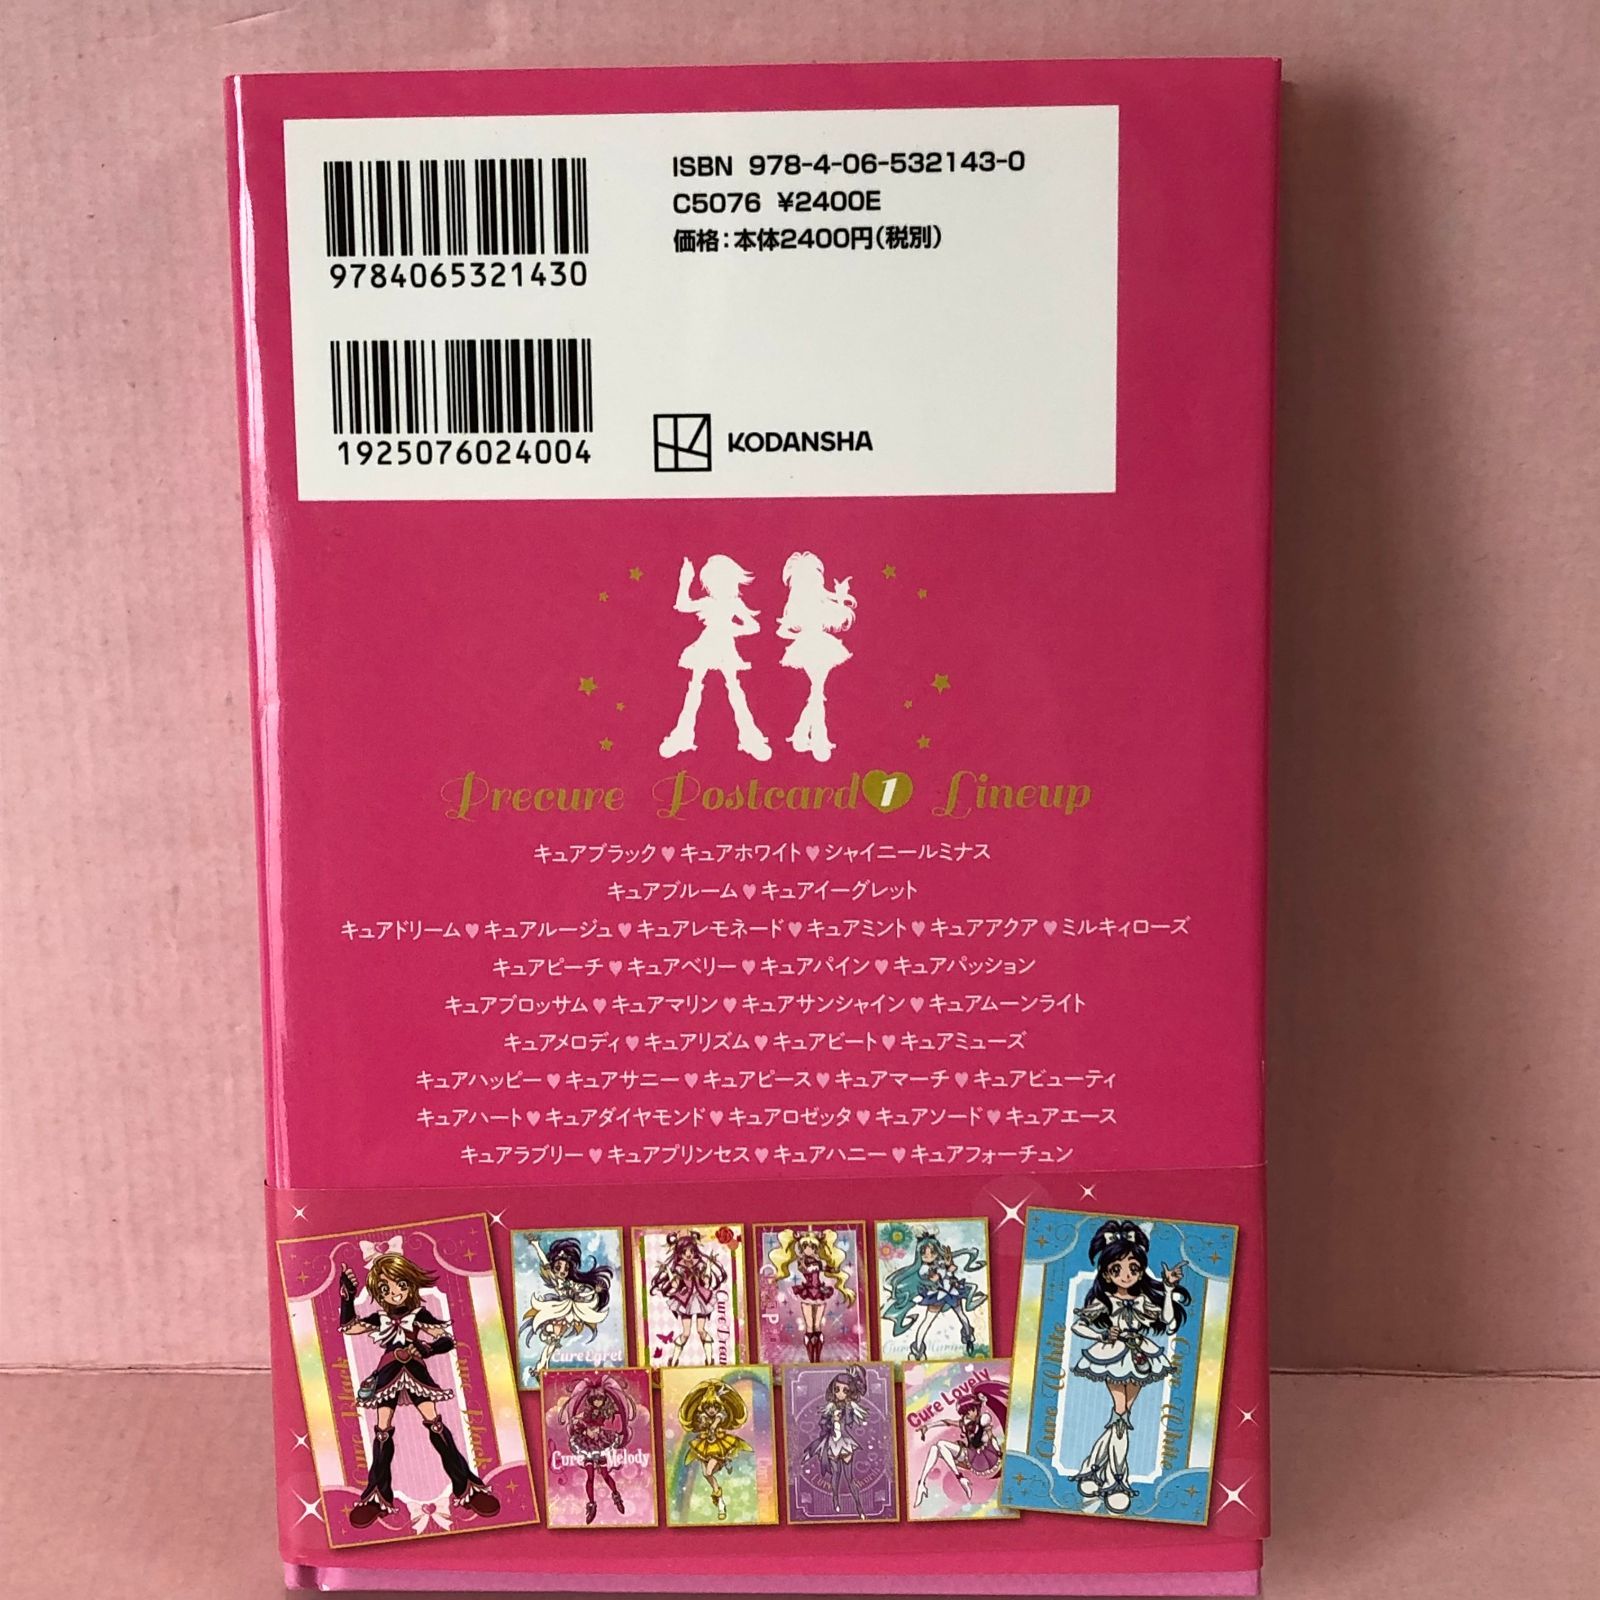 ISBN 978-4-06-532143-0
C5076 ¥2400E
価格：本体2400円(税別)
9784065321430
1925076024004
KODANSHA
Precure Postcard 1 Lineup
キュアブラック♥キュアホワイト♥シャイニールミナス
キュアブルーム♥キュアイーグレット
キュアドリーム♥キュアルージュ♥キュアレモネード♥キュアミント♥キュアアクア♥ミルキィローズ
キュアピーチ♥キュアベリー♥キュアパイン♥キュアパッション
キュアブロッサム♥キュアマリン♥キュアサンシャイン♥キュアムーンライト
キュアメロディ♥キュアリズム♥キュアビート♥キュアミューズ
キュアハッピー♥キュアサニー♥キュアピース♥キュアマーチ♥キュアビューティ
キュアハート♥キュアダイヤモンド♥キュアロゼッタ♥キュアソード♥キュアエース
キュアラブリー♥キュアプリンセス♥キュアハニー♥キュアフォーチュン
Cure Black
Cure Black
Cure Egret
Cure Drea
Cure White
Cure White
Cure Melody
Cure Lovely